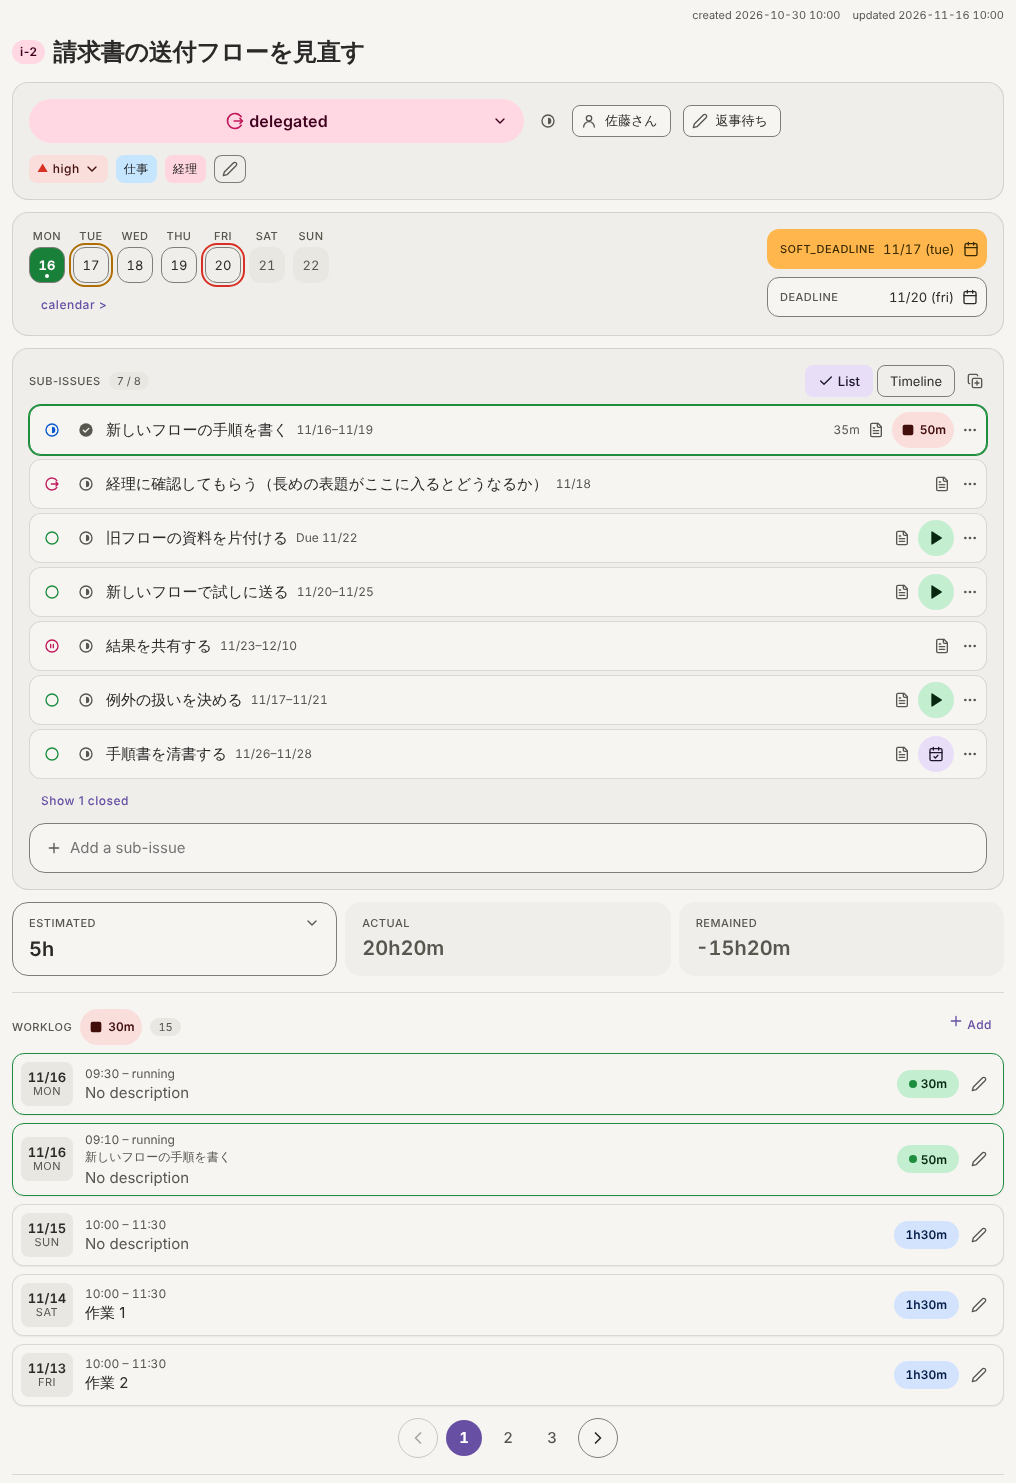 created 2026-10-30 10:00 updated 2026-11-16 10:00
i-2 請求書の送付フローを見直す
delegated 佐藤さん 返事待ち
high 仕事 経理
MON TUE WED THU FRI SAT SUN
16 17 18 19 20 21 22
calendar >
SOFT_DEADLINE 11/17 (tue)
DEADLINE 11/20 (fri)
SUB-ISSUES 7 / 8 List Timeline
新しいフローの手順を書く 11/16–11/19 35m 50m
経理に確認してもらう（長めの表題がここに入るとどうなるか） 11/18
旧フローの資料を片付ける Due 11/22
新しいフローで試しに送る 11/20–11/25
結果を共有する 11/23–12/10
例外の扱いを決める 11/17–11/21
手順書を清書する 11/26–11/28
Show 1 closed
+ Add a sub-issue
ESTIMATED
5h
ACTUAL
20h20m
REMAINED
-15h20m
WORKLOG 30m 15 + Add
11/16
MON
09:30 – running
No description
30m
11/16
MON
09:10 – running
新しいフローの手順を書く
No description
50m
11/15
SUN
10:00 – 11:30
No description
1h30m
11/14
SAT
10:00 – 11:30
作業 1
1h30m
11/13
FRI
10:00 – 11:30
作業 2
1h30m
1 2 3